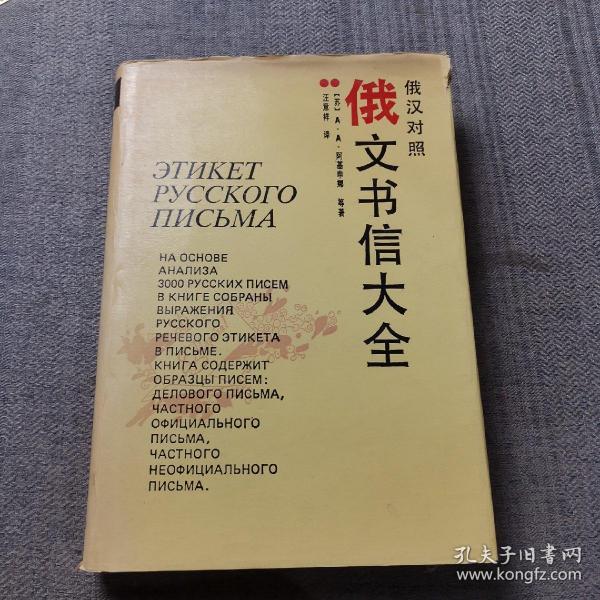 俄汉对照
俄文书信大全
〔苏〕A·A·阿基希娜 等著
汪意祥 译
ЭТИКЕТ
РУССКОГО
ПИСЬМА
НА ОСНОВЕ
АНАЛИЗА
3000 РУССКИХ ПИСЕМ
В КНИГЕ СОБРАНЫ
ВЫРАЖЕНИЯ
РУССКОГО
РЕЧЕВОГО ЭТИКЕТА
В ПИСЬМЕ.
КНИГА СОДЕРЖИТ
ОБРАЗЦЫ ПИСЕМ:
ДЕЛОВОГО ПИСЬМА,
ЧАСТНОГО
ОФИЦИАЛЬНОГО
ПИСЬМА,
ЧАСТНОГО
НЕОФИЦИАЛЬНОГО
ПИСЬМА.
孔夫子旧书网
www.kongfz.com